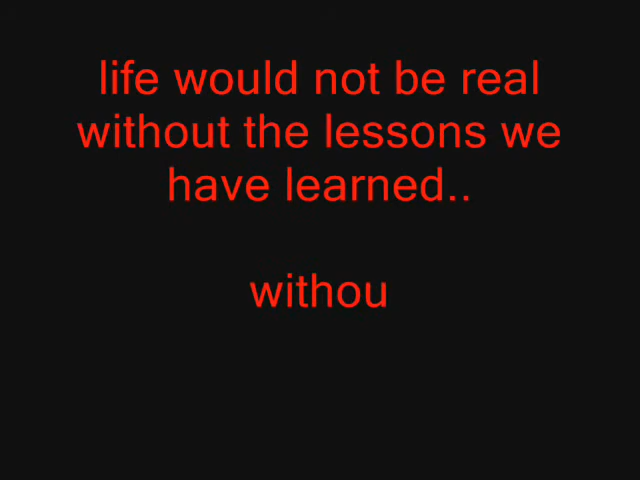 life would not be real
without the lessons we
have learned..
withou